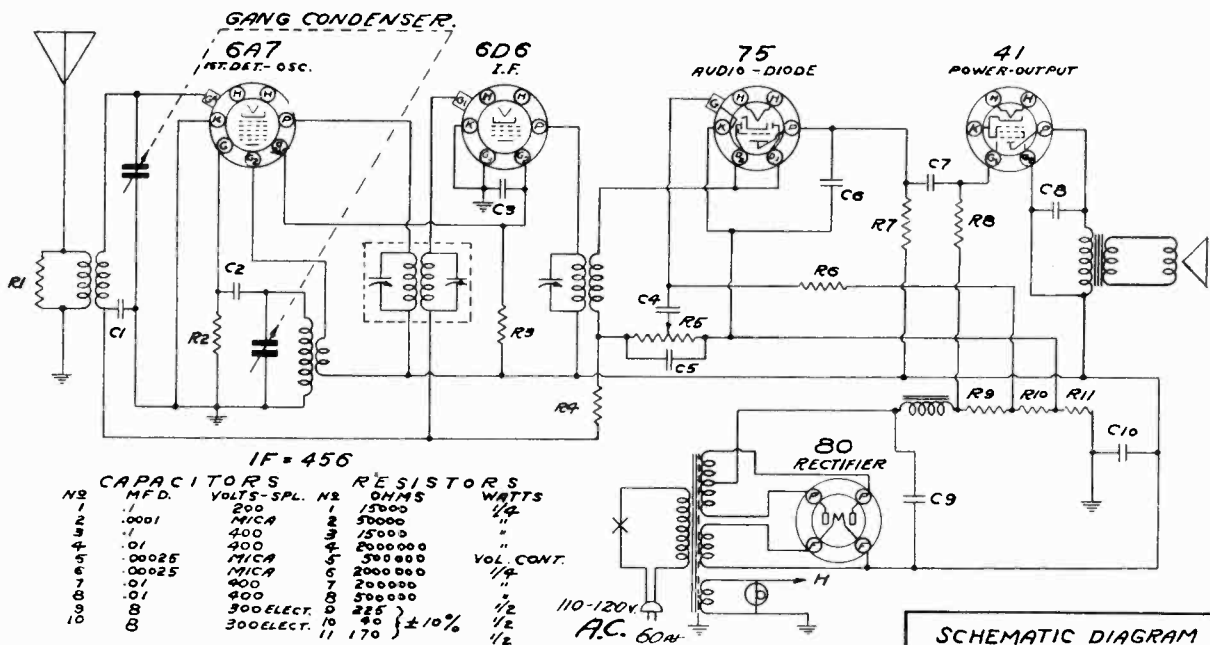 GANG CONDENSER.
6A7
1ST. DET. - OSC.
6D6
I.F.
75
AUDIO - DIODE
41
POWER-OUTPUT
H H
K P
G
G2
G1 H H
K P
C3
G H H
K P
H H
K P
G1
C6
C7
C8
R1
C1
C2
R2
R3
R4
C4
R5
C5
R6
R7
R8
R9
R10
R11
C10
C9
80
RECTIFIER
P P
F F
H
110-120V.
A.C. 60~
IF = 456
CAPACITORS RESISTORS
Nº MFD. VOLTS-SPL. Nº OHMS WATTS
1 .1 200 1 15000 1/4
2 .0001 MICA 2 50000 "
3 .1 400 3 15000 "
4 .01 400 4 2000000 "
5 .00025 MICA 5 500000 VOL. CONT.
6 .00025 MICA 6 2000000 1/4
7 .01 400 7 200000 "
8 .01 400 8 500000 "
9 8 300 ELECT. 9 225 1/2
10 8 300 ELECT. 10 40 } ±10% 1/2
11 170 1/2
SCHEMATIC DIAGRAM